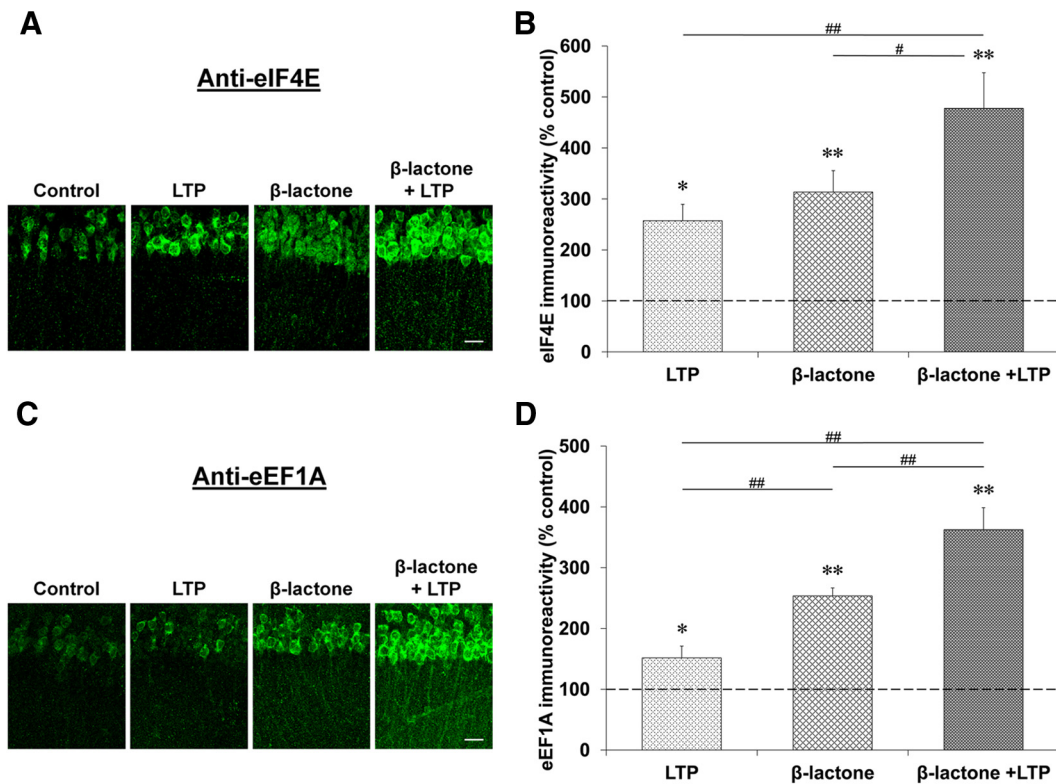 A
Anti-eIF4E
Control
LTP
β-lactone
β-lactone
+ LTP
B
eIF4E immunoreactivity (% control)
600
500
400
300
200
100
0
##
#
*
**
**
LTP
β-lactone
β-lactone +LTP
C
Anti-eEF1A
Control
LTP
β-lactone
β-lactone
+ LTP
D
eEF1A immunoreactivity (% control)
500
400
300
200
100
0
##
##
##
*
**
**
LTP
β-lactone
β-lactone +LTP